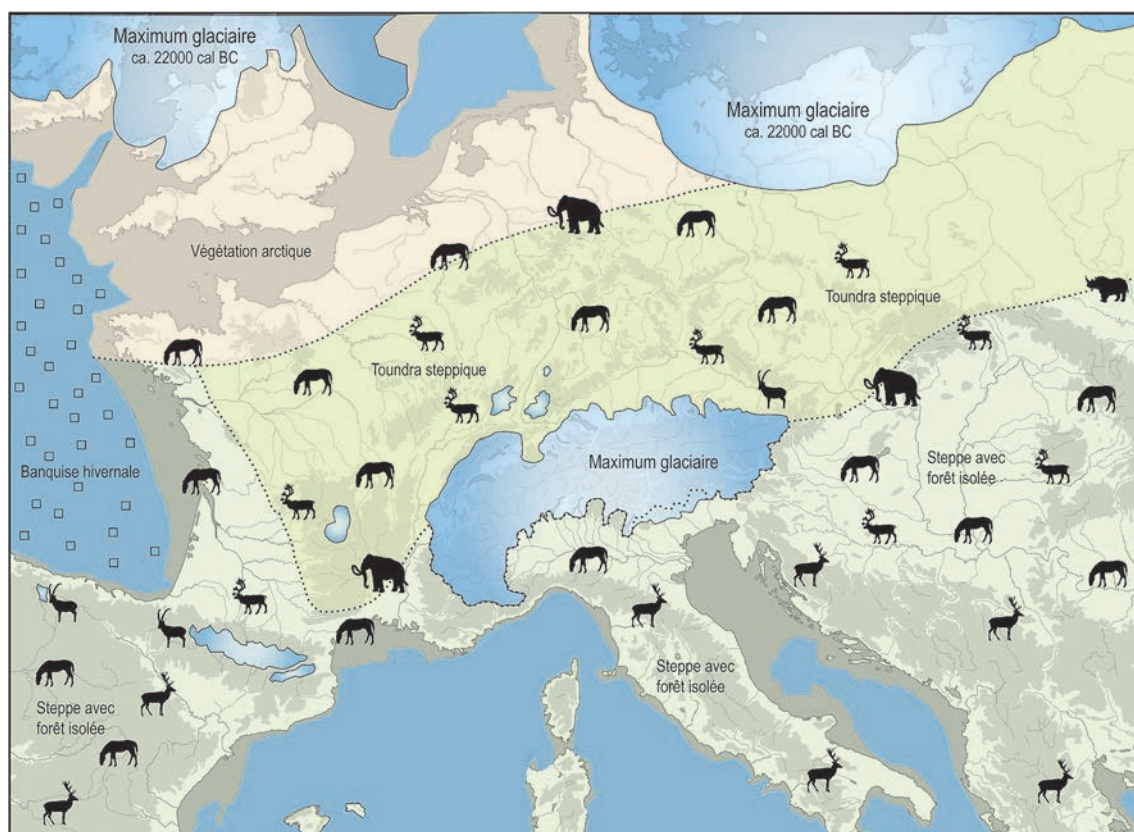 Maximum glaciaire
ca. 22000 cal BC
Maximum glaciaire
ca. 22000 cal BC
Végétation arctique
Toundra steppique
Toundra steppique
Banquise hivernale
Maximum glaciaire
Steppe avec
forêt isolée
Steppe avec
forêt isolée
Steppe avec
forêt isolée